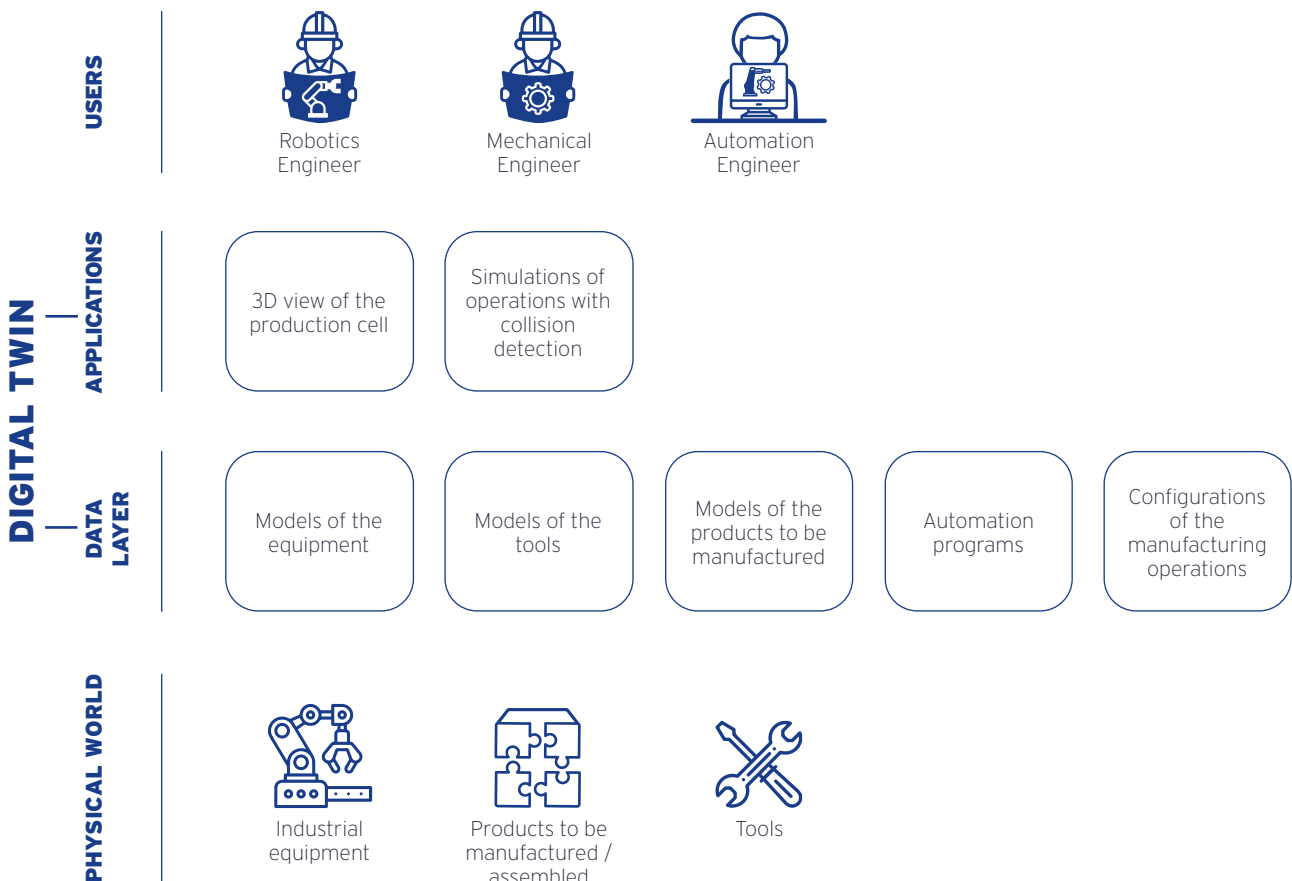 USERS
Robotics
Engineer
Mechanical
Engineer
Automation
Engineer
DIGITAL TWIN
APPLICATIONS
3D view of the
production cell
Simulations of
operations with
collision
detection
DATA
LAYER
Models of the
equipment
Models of the
tools
Models of the
products to be
manufactured
Automation
programs
Configurations
of the
manufacturing
operations
PHYSICAL WORLD
Industrial
equipment
Products to be
manufactured /
assembled
Tools